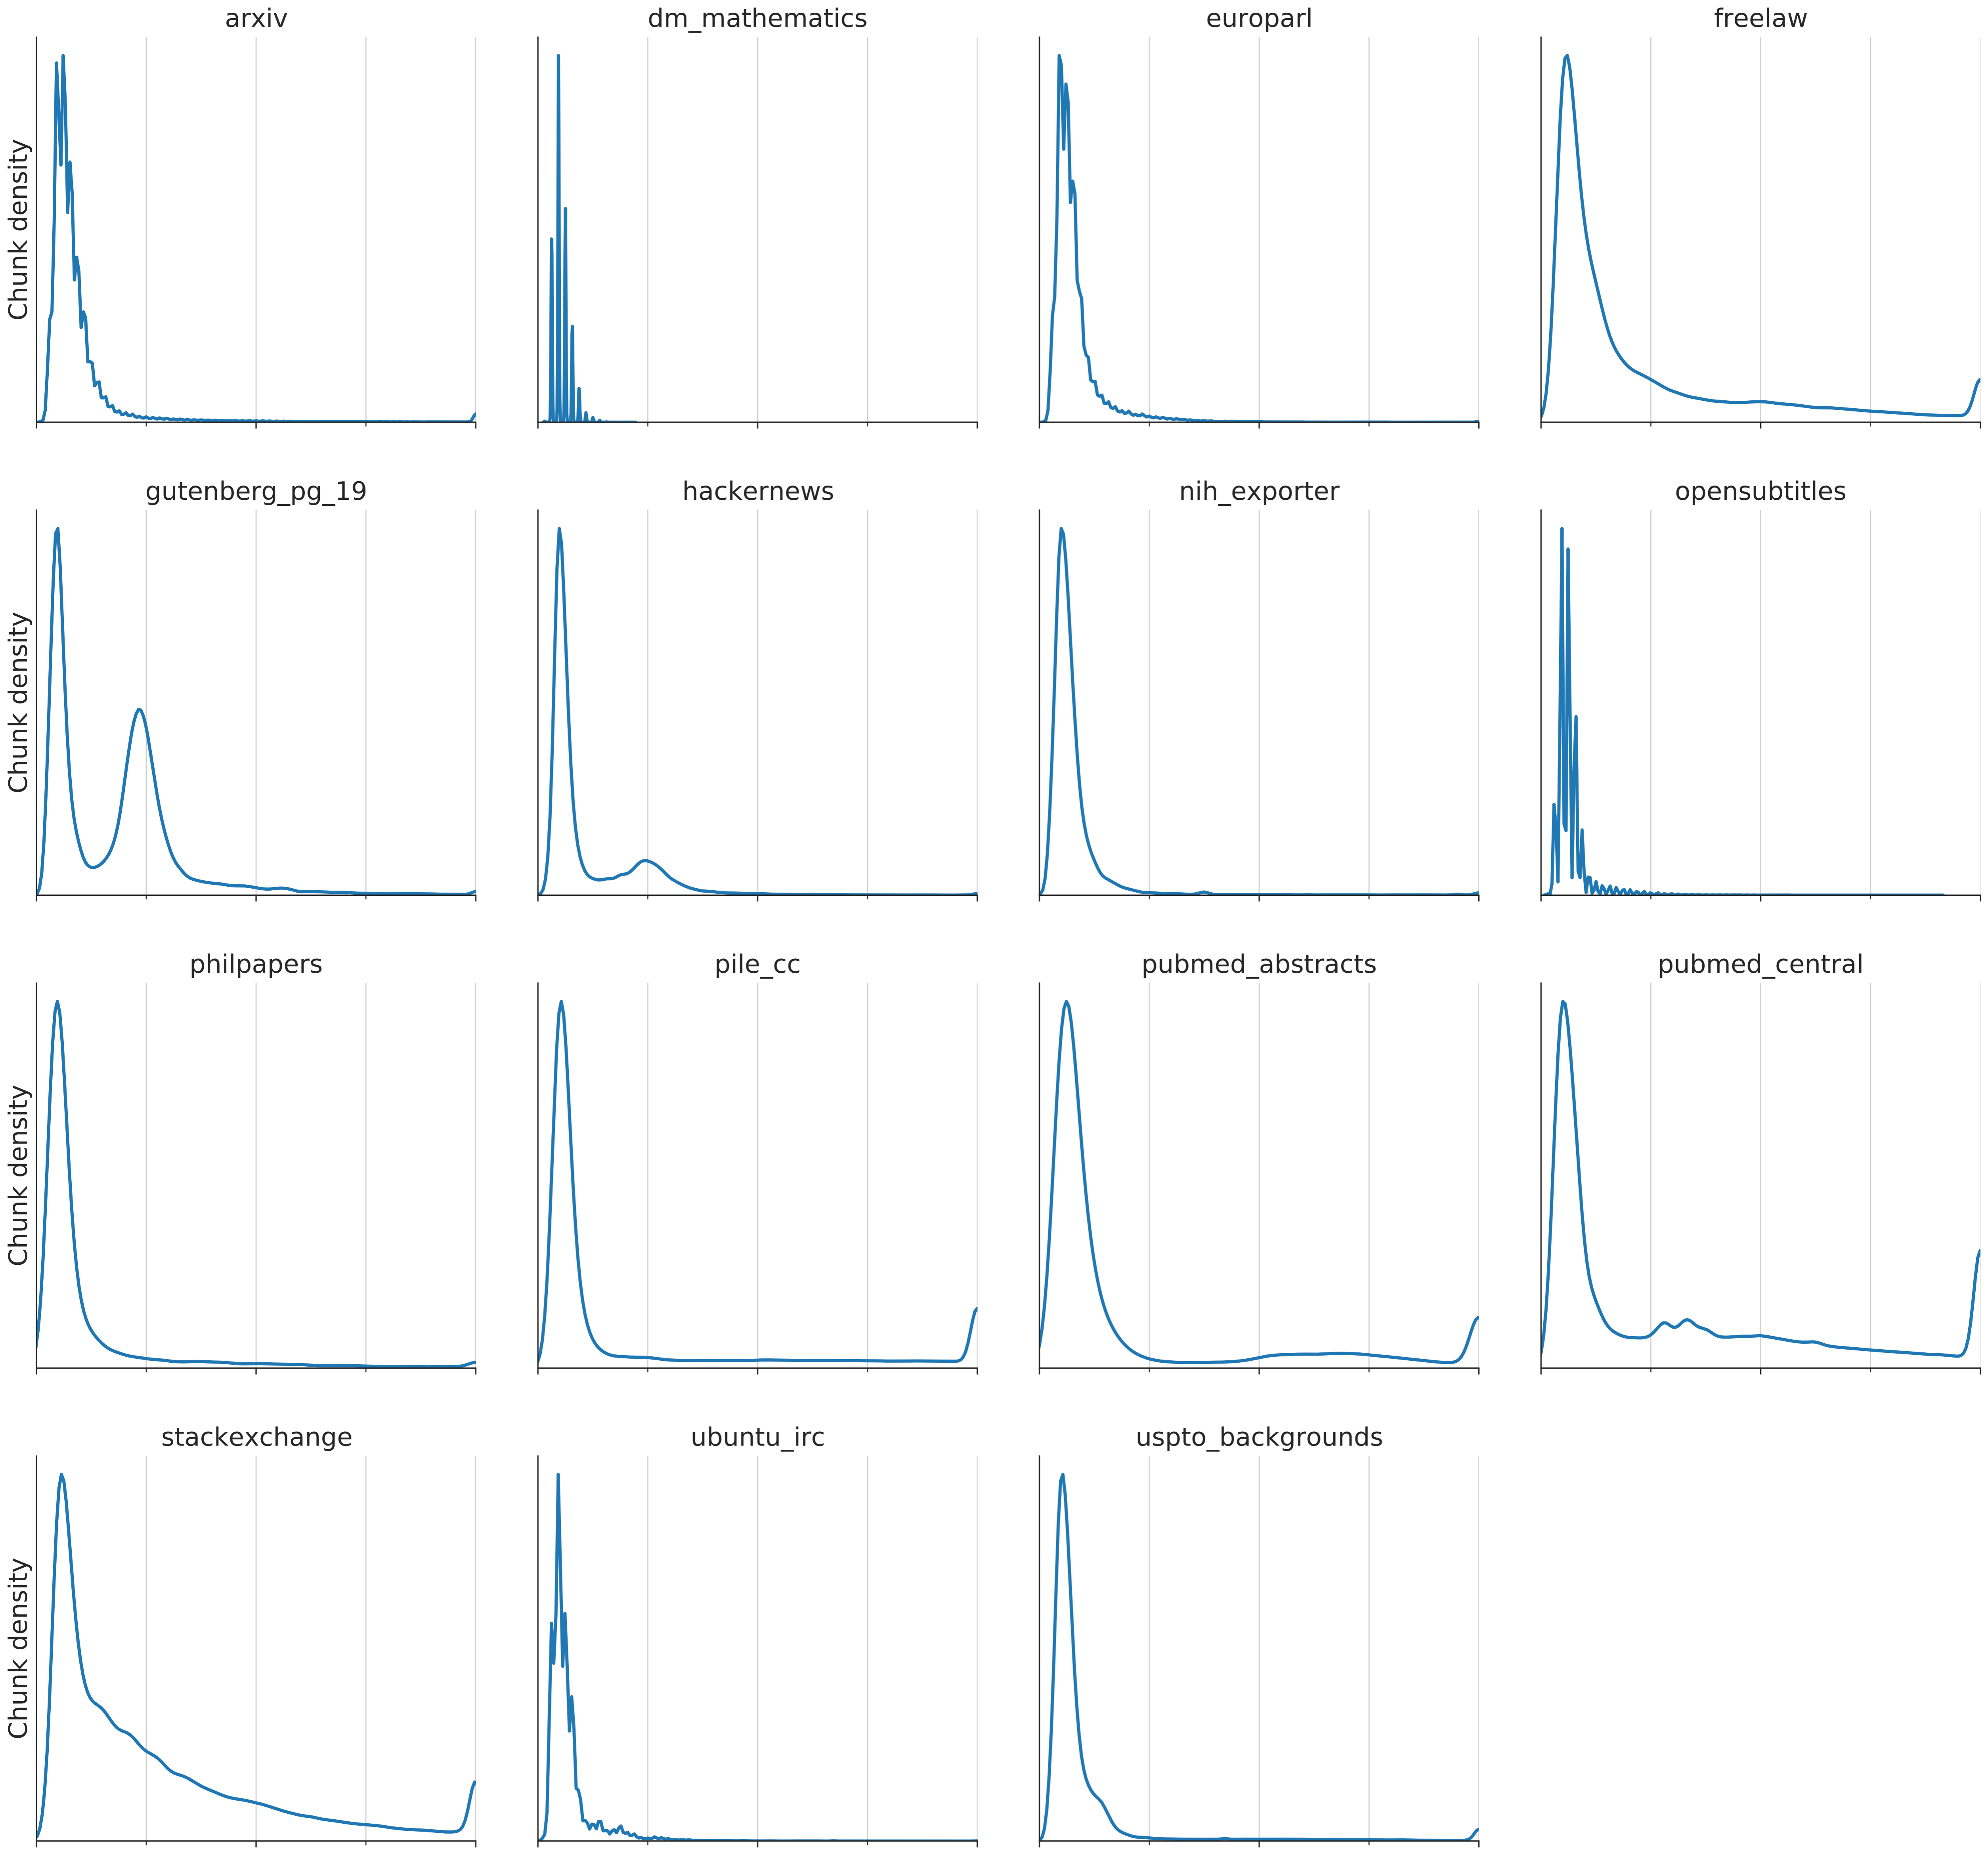 arxiv
dm_mathematics
europarl
freelaw
Chunk density
gutenberg_pg_19
hackernews
nih_exporter
opensubtitles
Chunk density
philpapers
pile_cc
pubmed_abstracts
pubmed_central
Chunk density
stackexchange
ubuntu_irc
uspto_backgrounds
Chunk density